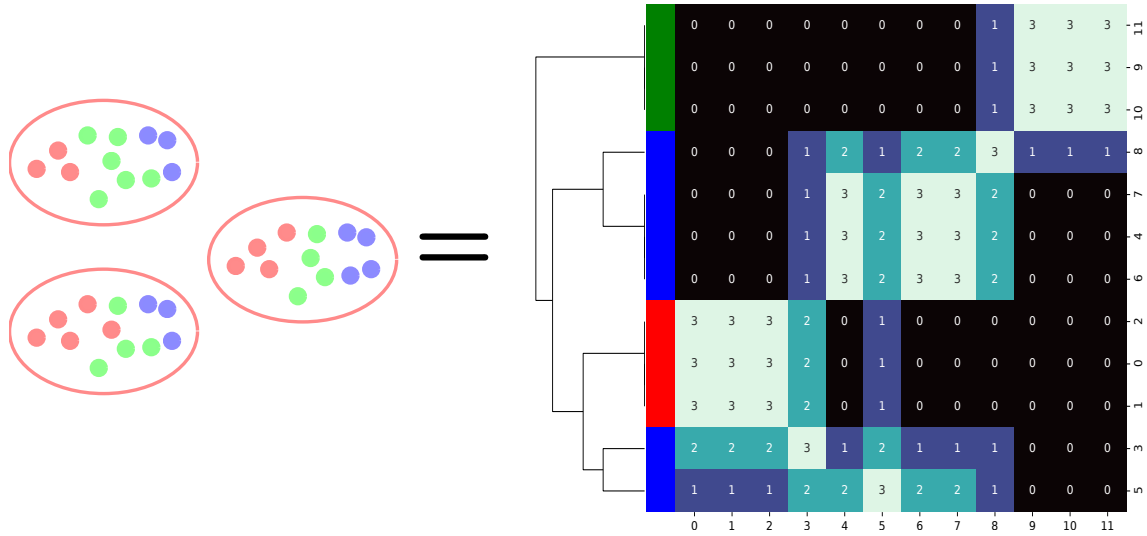 0 0 0 0 0 0 0 0 1 3 3 3 11
0 0 0 0 0 0 0 0 1 3 3 3 9
0 0 0 0 0 0 0 0 1 3 3 3 10
0 0 0 1 2 1 2 2 3 1 1 1 8
0 0 0 1 3 2 3 3 2 0 0 0 7
0 0 0 1 3 2 3 3 2 0 0 0 4
0 0 0 1 3 2 3 3 2 0 0 0 6
3 3 3 2 0 1 0 0 0 0 0 0 2
3 3 3 2 0 1 0 0 0 0 0 0 0
3 3 3 2 0 1 0 0 0 0 0 0 1
2 2 2 3 1 2 1 1 1 0 0 0 3
1 1 1 2 2 3 2 2 1 0 0 0 5
0 1 2 3 4 5 6 7 8 9 10 11